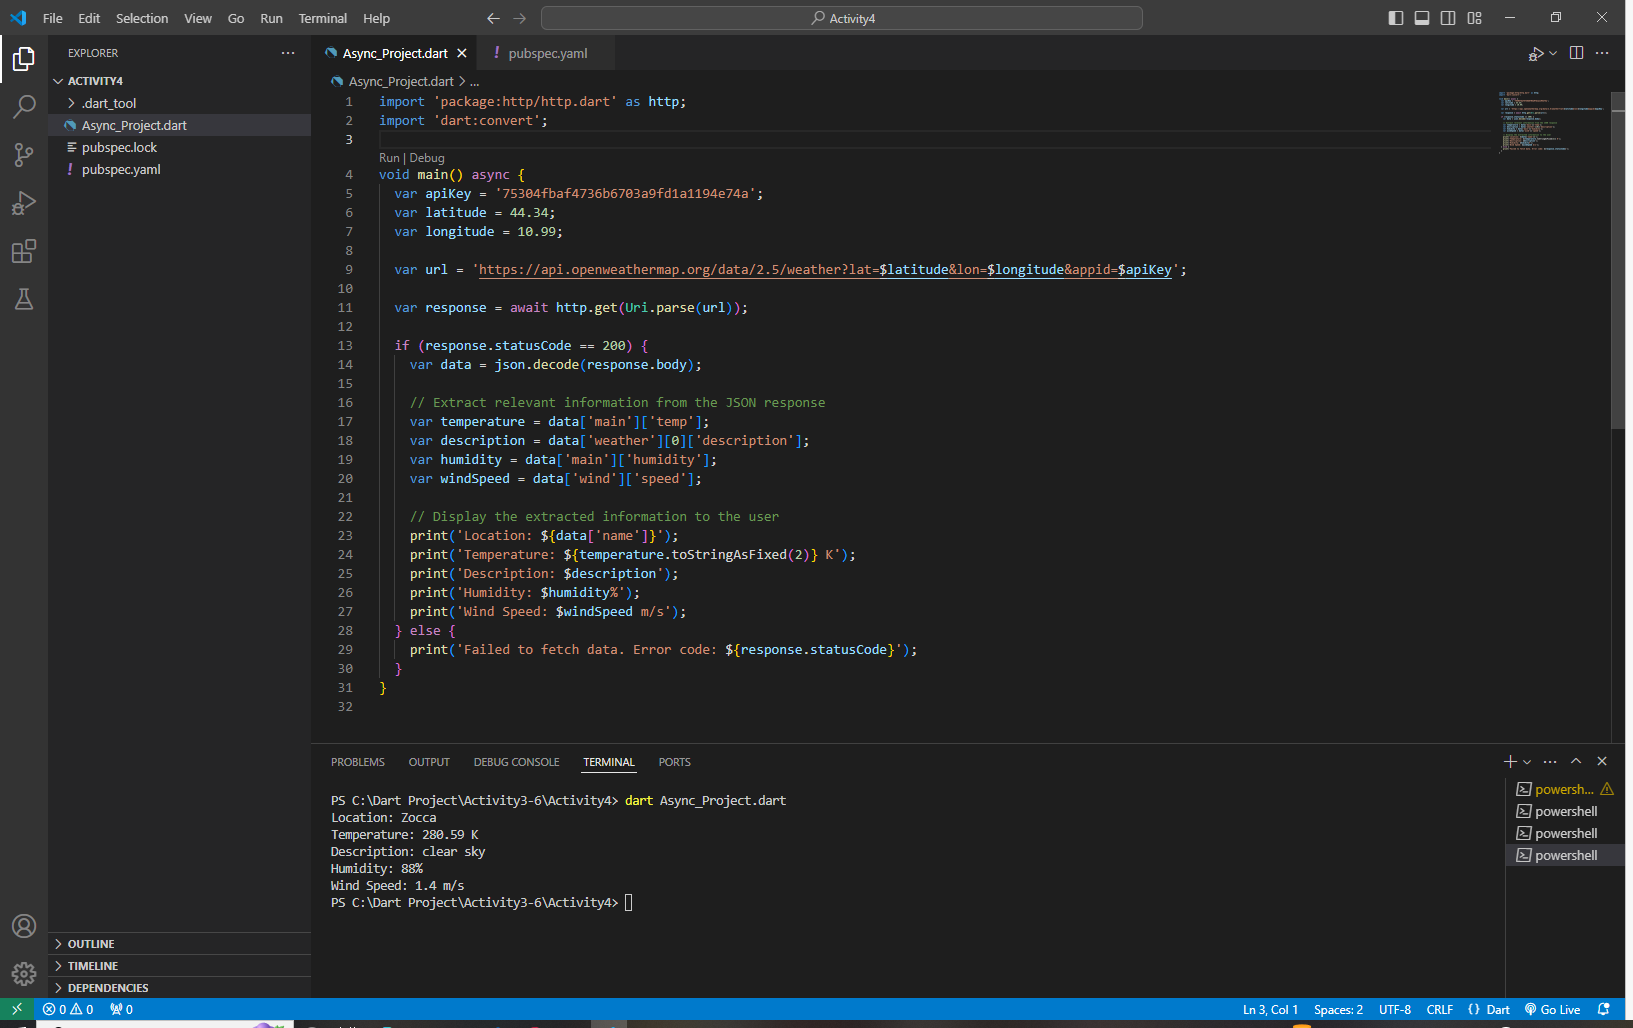 File Edit Selection View Go Run Terminal Help
Activity4
EXPLORER
ACTIVITY4
.dart_tool
Async_Project.dart
pubspec.lock
pubspec.yaml
OUTLINE
TIMELINE
DEPENDENCIES
Async_Project.dart pubspec.yaml
Async_Project.dart > ...
1 import 'package:http/http.dart' as http;
2 import 'dart:convert';
3
Run | Debug
4 void main() async {
5 var apiKey = '75304fbaf4736b6703a9fd1a1194e74a';
6 var latitude = 44.34;
7 var longitude = 10.99;
8
9 var url = 'https://api.openweathermap.org/data/2.5/weather?lat=$latitude&lon=$longitude&appid=$apiKey';
10
11 var response = await http.get(Uri.parse(url));
12
13 if (response.statusCode == 200) {
14 var data = json.decode(response.body);
15
16 // Extract relevant information from the JSON response
17 var temperature = data['main']['temp'];
18 var description = data['weather'][0]['description'];
19 var humidity = data['main']['humidity'];
20 var windSpeed = data['wind']['speed'];
21
22 // Display the extracted information to the user
23 print('Location: ${data['name']}');
24 print('Temperature: ${temperature.toStringAsFixed(2)} K');
25 print('Description: $description');
26 print('Humidity: $humidity%');
27 print('Wind Speed: $windSpeed m/s');
28 } else {
29 print('Failed to fetch data. Error code: ${response.statusCode}');
30 }
31 }
32
PROBLEMS OUTPUT DEBUG CONSOLE TERMINAL PORTS
PS C:\Dart Project\Activity3-6\Activity4> dart Async_Project.dart
Location: Zocca
Temperature: 280.59 K
Description: clear sky
Humidity: 88%
Wind Speed: 1.4 m/s
PS C:\Dart Project\Activity3-6\Activity4>
powersh...
powershell
powershell
powershell
0 0 0 Ln 3, Col 1 Spaces: 2 UTF-8 CRLF {} Dart Go Live